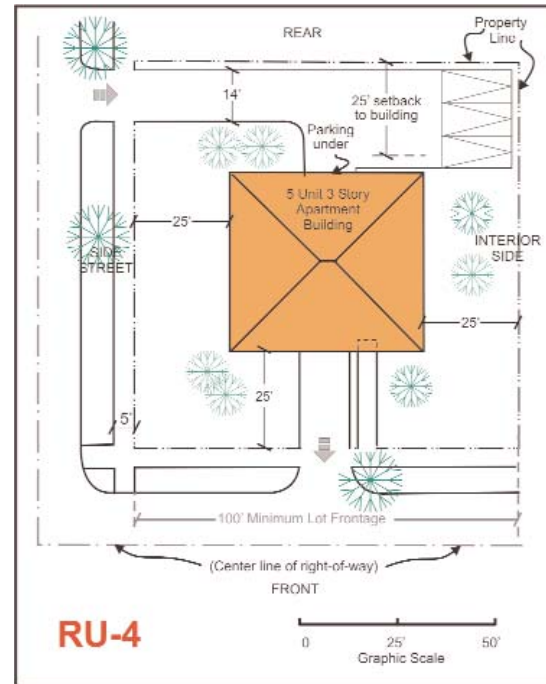 REAR
Property
Line
14'
25' setback
to building
Parking
under
5 Unit 3 Story
Apartment
Building
25'
SIDE
STREET
INTERIOR
SIDE
25'
25'
5'
100' Minimum Lot Frontage
(Center line of right-of-way)
FRONT
RU-4
0 25' 50'
Graphic Scale